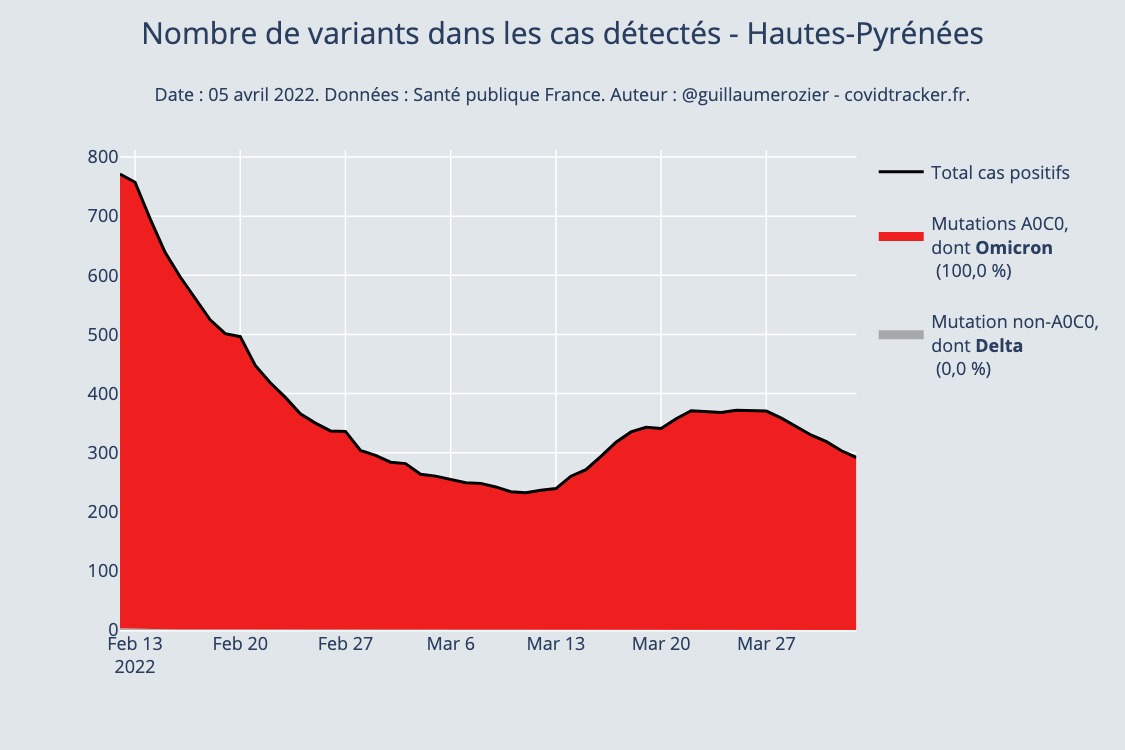 Nombre de variants dans les cas détectés - Hautes-Pyrénées
Date : 05 avril 2022. Données : Santé publique France. Auteur : @guillaumerozier - covidtracker.fr.
800
700
600
500
400
300
200
100
0
Feb 13
2022
Feb 20
Feb 27
Mar 6
Mar 13
Mar 20
Mar 27
Total cas positifs
Mutations A0C0,
dont Omicron
(100,0 %)
Mutation non-A0C0,
dont Delta
(0,0 %)